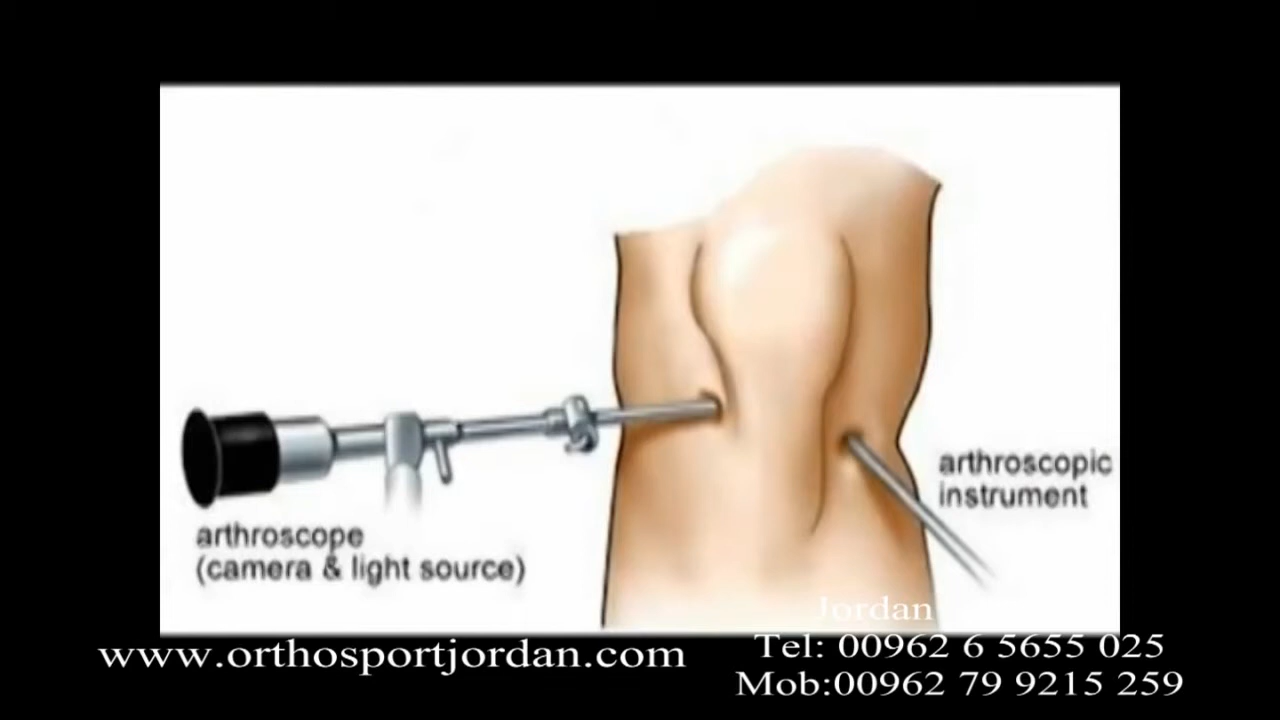 arthroscopic
instrument
arthroscope
(camera & light source)
Jordan
www.orthosportjordan.com
Tel: 00962 6 5655 025
Mob:00962 79 9215 259